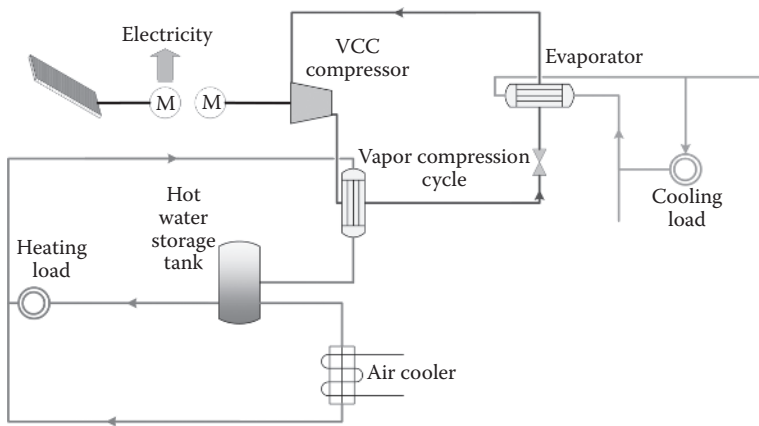 Electricity
VCC
compressor
M
M
Evaporator
Vapor compression
cycle
Cooling
load
Hot
water
storage
tank
Heating
load
Air cooler